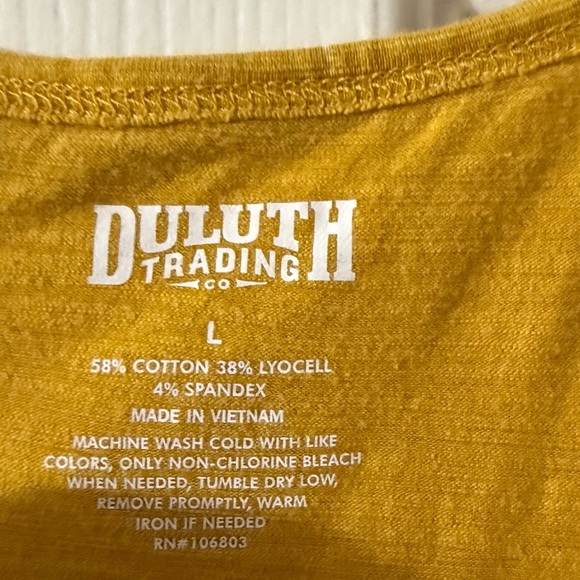 DULUTH
TRADING
CO
L
58% COTTON 38% LYOCELL
4% SPANDEX
MADE IN VIETNAM
MACHINE WASH COLD WITH LIKE
COLORS, ONLY NON-CHLORINE BLEACH
WHEN NEEDED, TUMBLE DRY LOW,
REMOVE PROMPTLY, WARM
IRON IF NEEDED
RN#106803